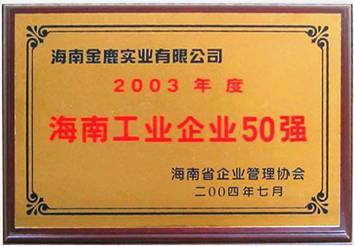 海南金鹿实业有限公司
2003 年 度
海南工业企业50强
海南省企业管理协会
二00四年七月